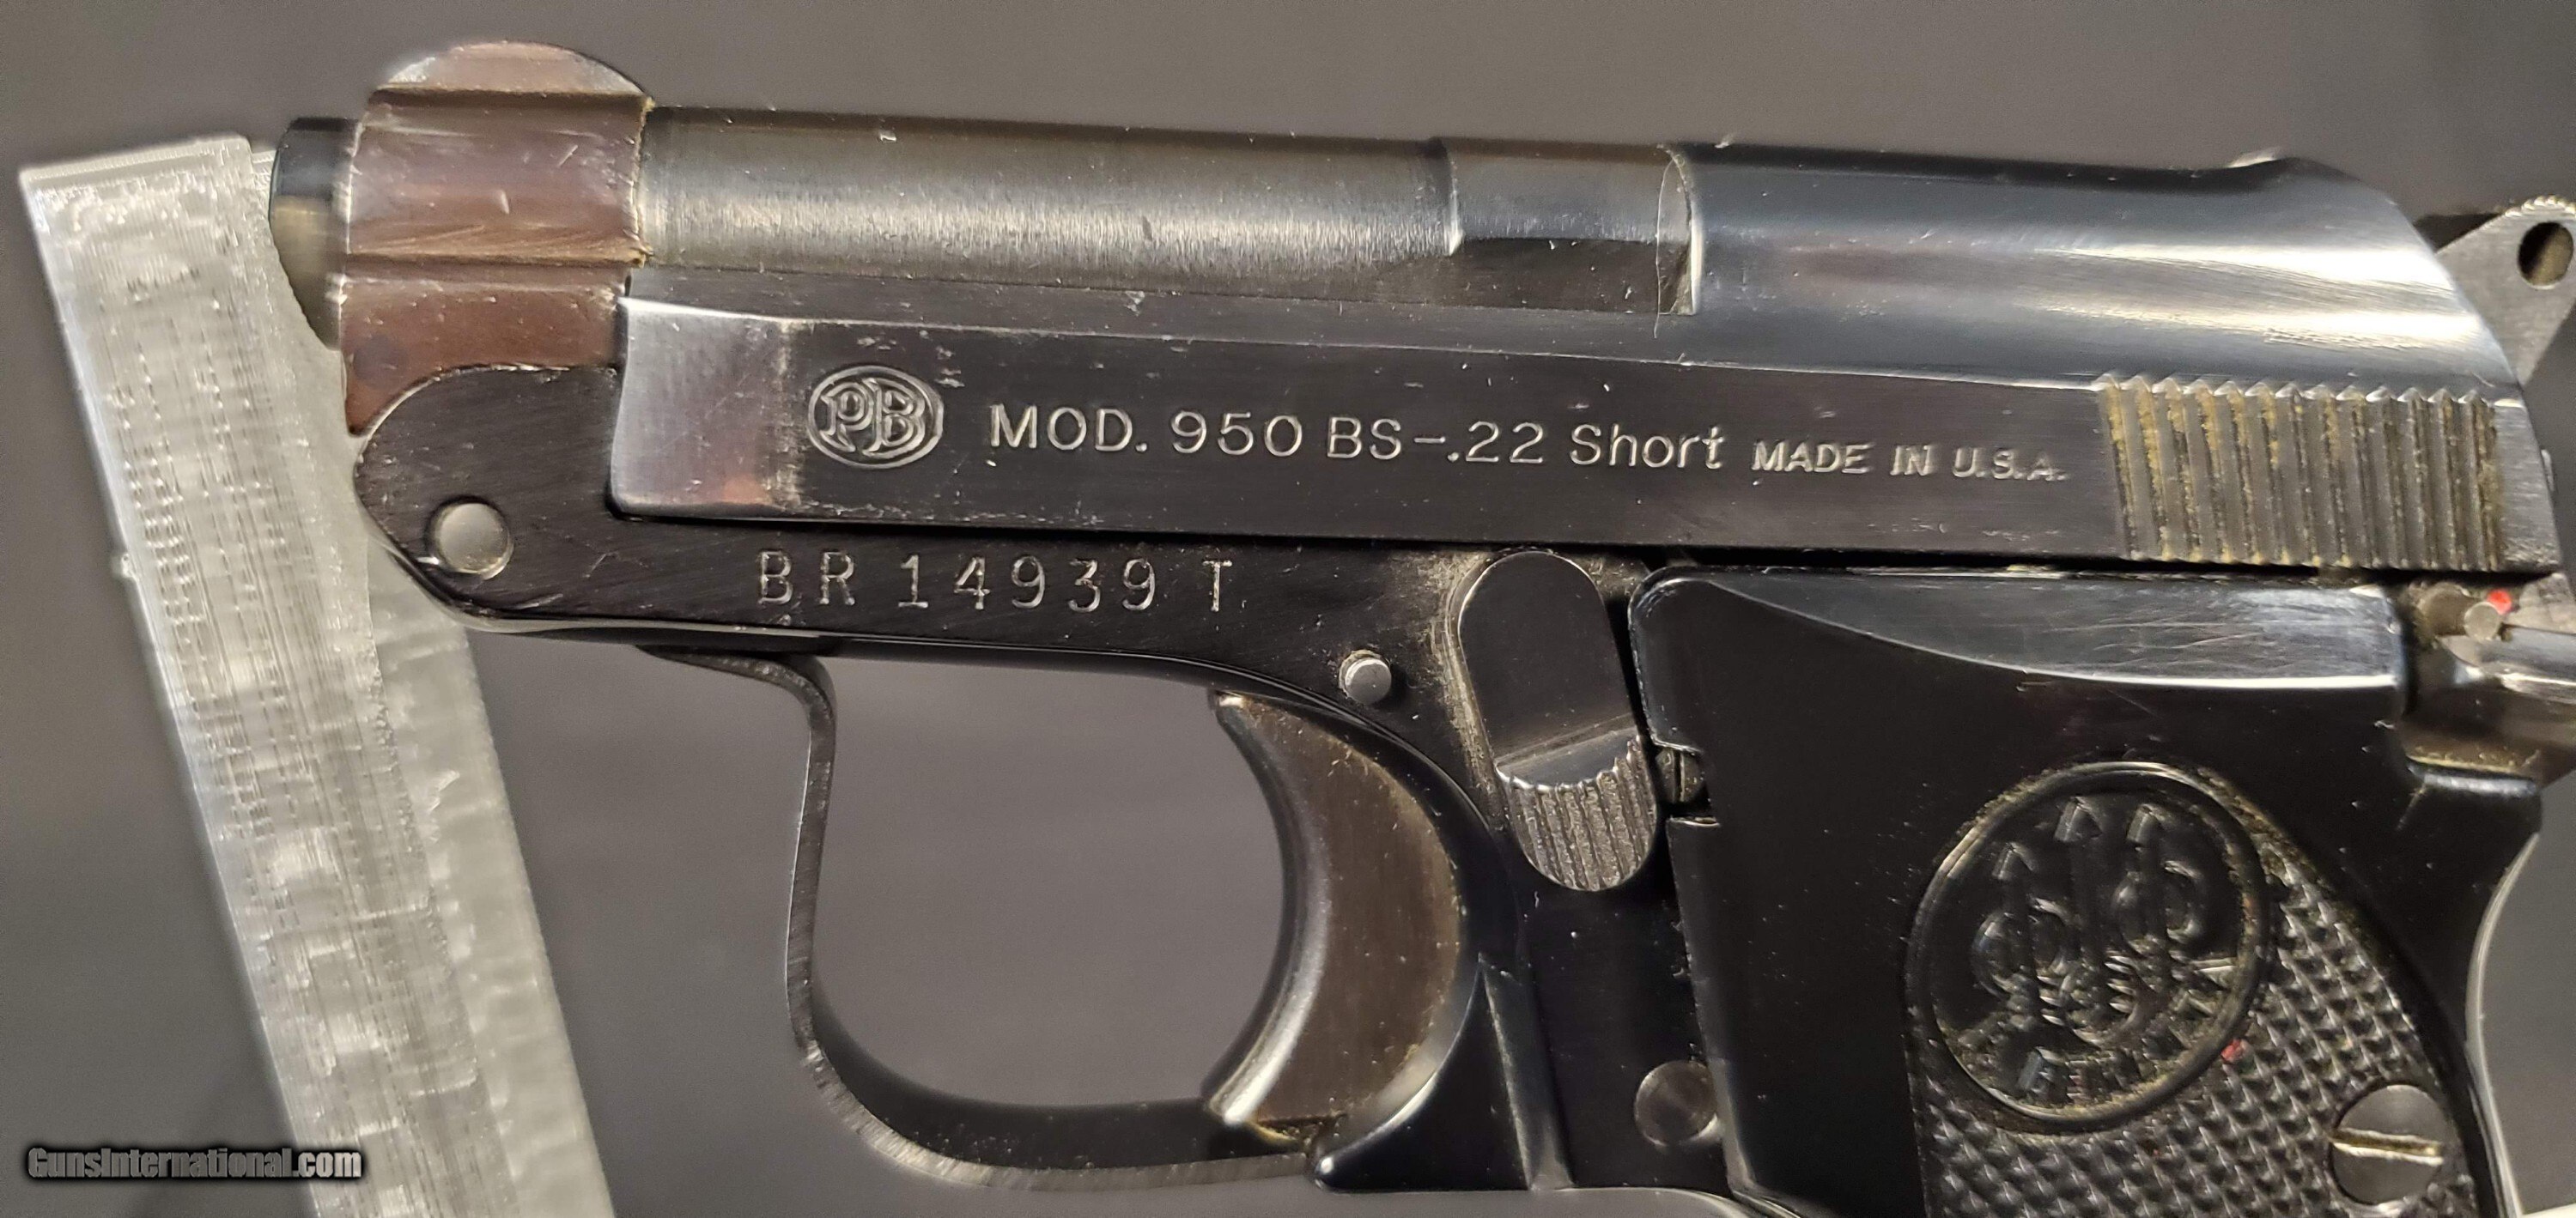 PB MOD. 950 BS-.22 Short MADE IN U.S.A.
BR 14939 T
GunsInternational.com